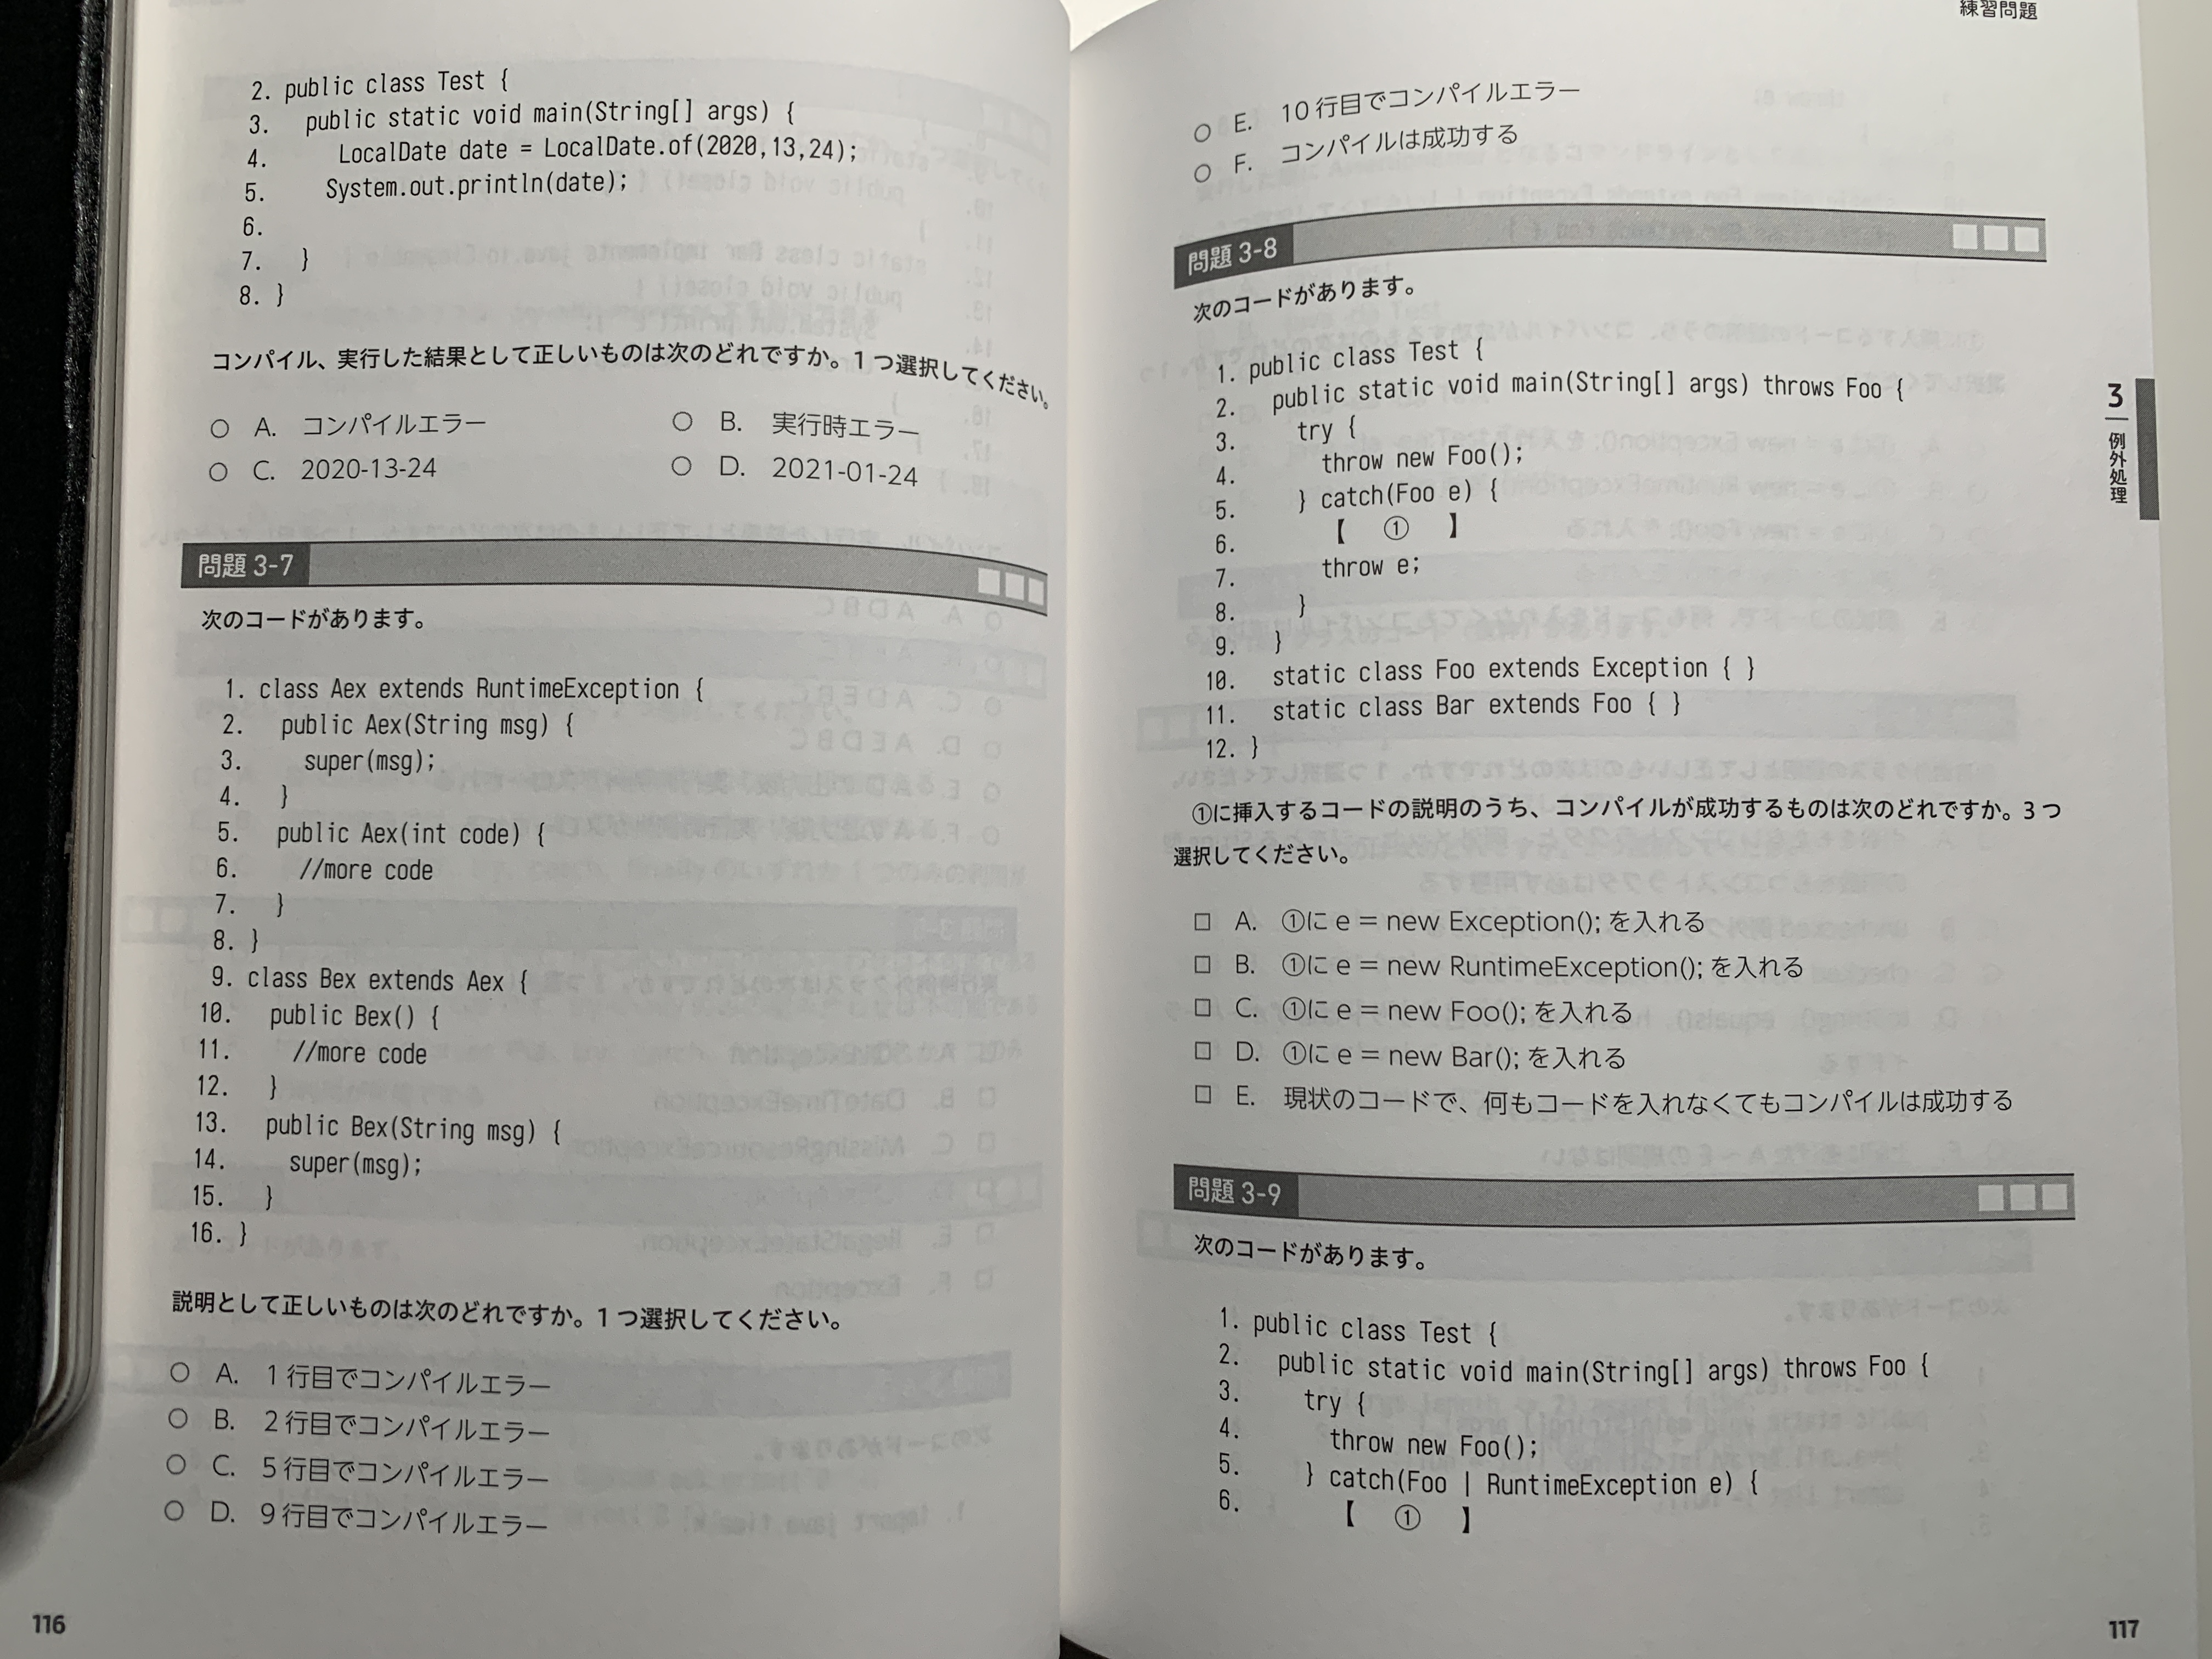 2. public class Test {
3. public static void main(String[] args) {
4. LocalDate date = LocalDate.of(2020,13,24);
5. System.out.println(date);
6.
7. }
8. }
コンパイル、実行した結果として正しいものは次のどれですか。1つ選択してください。
○ A. コンパイルエラー
○ B. 実行時エラー
○ C. 2020-13-24
○ D. 2021-01-24
問題 3-7
次のコードがあります。
1. class Aex extends RuntimeException {
2. public Aex(String msg) {
3. super(msg);
4. }
5. public Aex(int code) {
6. //more code
7. }
8. }
9. class Bex extends Aex {
10. public Bex() {
11. //more code
12. }
13. public Bex(String msg) {
14. super(msg);
15. }
16. }
説明として正しいものは次のどれですか。1つ選択してください。
○ A. 1行目でコンパイルエラー
○ B. 2行目でコンパイルエラー
○ C. 5行目でコンパイルエラー
○ D. 9行目でコンパイルエラー
116
練習問題
○ E. 10行目でコンパイルエラー
○ F. コンパイルは成功する
問題 3-8
次のコードがあります。
1. public class Test {
2. public static void main(String[] args) throws Foo {
3. try {
4. throw new Foo();
5. } catch(Foo e) {
6. 【 ① 】
7. throw e;
8. }
9. }
10. static class Foo extends Exception { }
11. static class Bar extends Foo { }
12. }
①に挿入するコードの説明のうち、コンパイルが成功するものは次のどれですか。3つ
選択してください。
□ A. ①に e = new Exception(); を入れる
□ B. ①に e = new RuntimeException(); を入れる
□ C. ①に e = new Foo(); を入れる
□ D. ①に e = new Bar(); を入れる
□ E. 現状のコードで、何もコードを入れなくてもコンパイルは成功する
問題 3-9
次のコードがあります。
1. public class Test {
2. public static void main(String[] args) throws Foo {
3. try {
4. throw new Foo();
5. } catch(Foo | RuntimeException e) {
6. 【 ① 】
3
例外処理
117